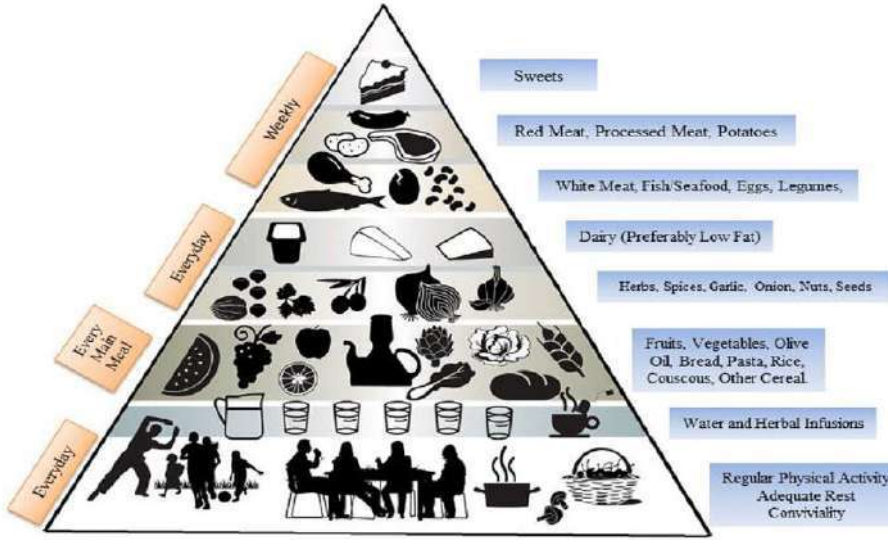 Sweets
Weekly
Red Meat, Processed Meat, Potatoes
White Meat, Fish/Seafood, Eggs, Legumes,
Everyday
Dairy (Preferably Low Fat)
Herbs, Spices, Garlic, Onion, Nuts, Seeds
Every
Main
Meal
Fruits, Vegetables, Olive
Oil, Bread, Pasta, Rice,
Couscous, Other Cereal.
Water and Herbal Infusions
Everyday
Regular Physical Activity
Adequate Rest
Conviviality